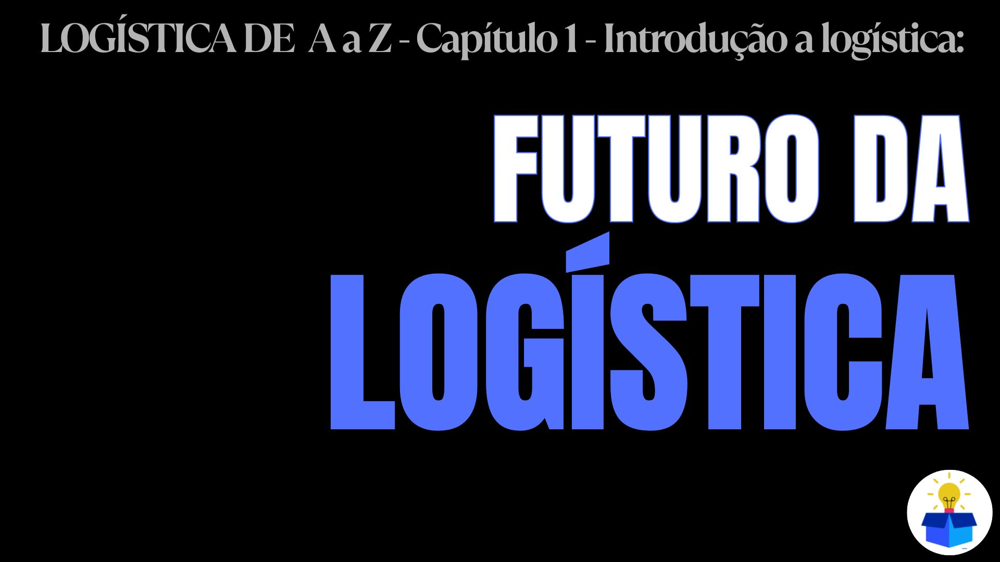 LOGÍSTICA DE A a Z - Capítulo 1 - Introdução a logística:
FUTURO DA
LOGÍSTICA